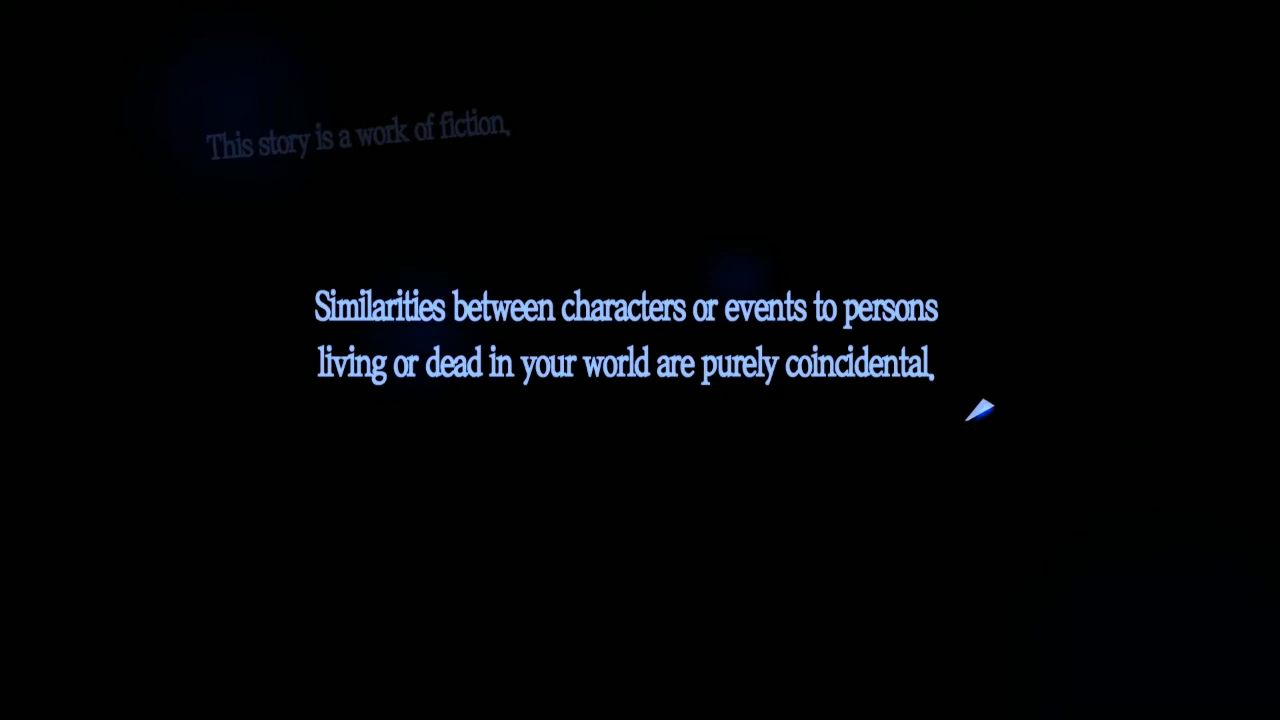 This story is a work of fiction.
Similarities between characters or events to persons
living or dead in your world are purely coincidental.